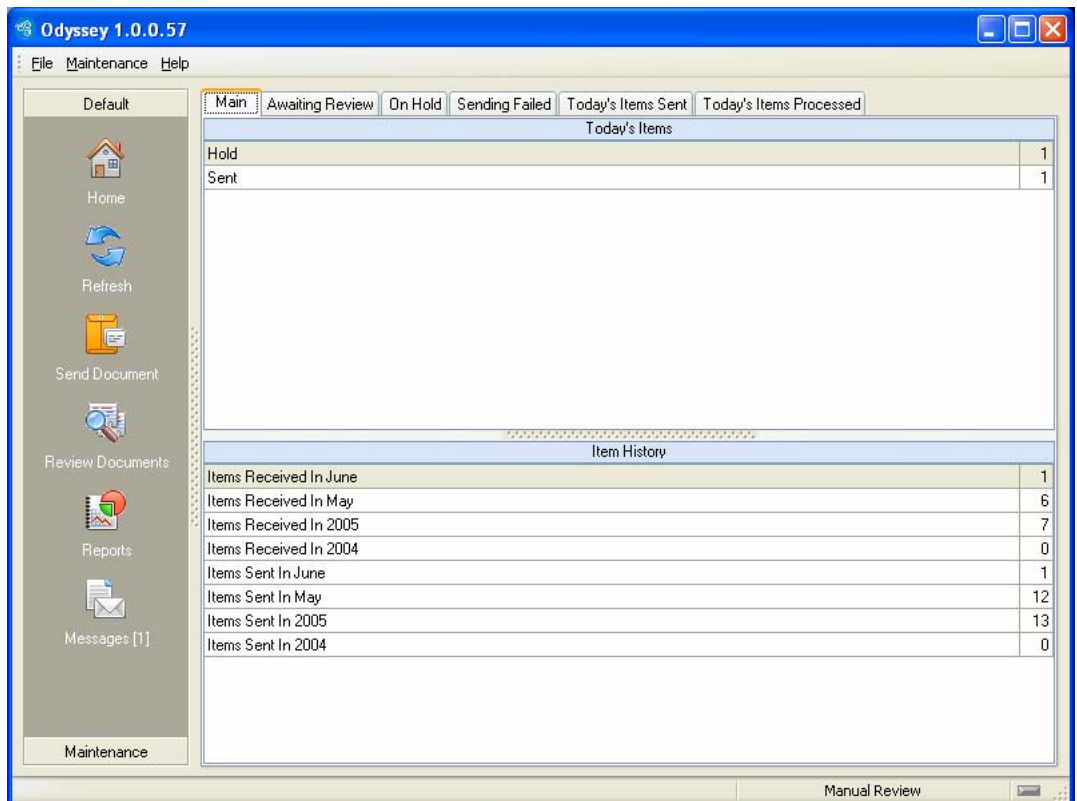 Odyssey 1.0.0.57
File Maintenance Help
Default
Home
Refresh
Send Document
Review Documents
Reports
Messages [1]
Maintenance
Main Awaiting Review On Hold Sending Failed Today's Items Sent Today's Items Processed
Today's Items
Hold 1
Sent 1
Item History
Items Received In June 1
Items Received In May 6
Items Received In 2005 7
Items Received In 2004 0
Items Sent In June 1
Items Sent In May 12
Items Sent In 2005 13
Items Sent In 2004 0
Manual Review